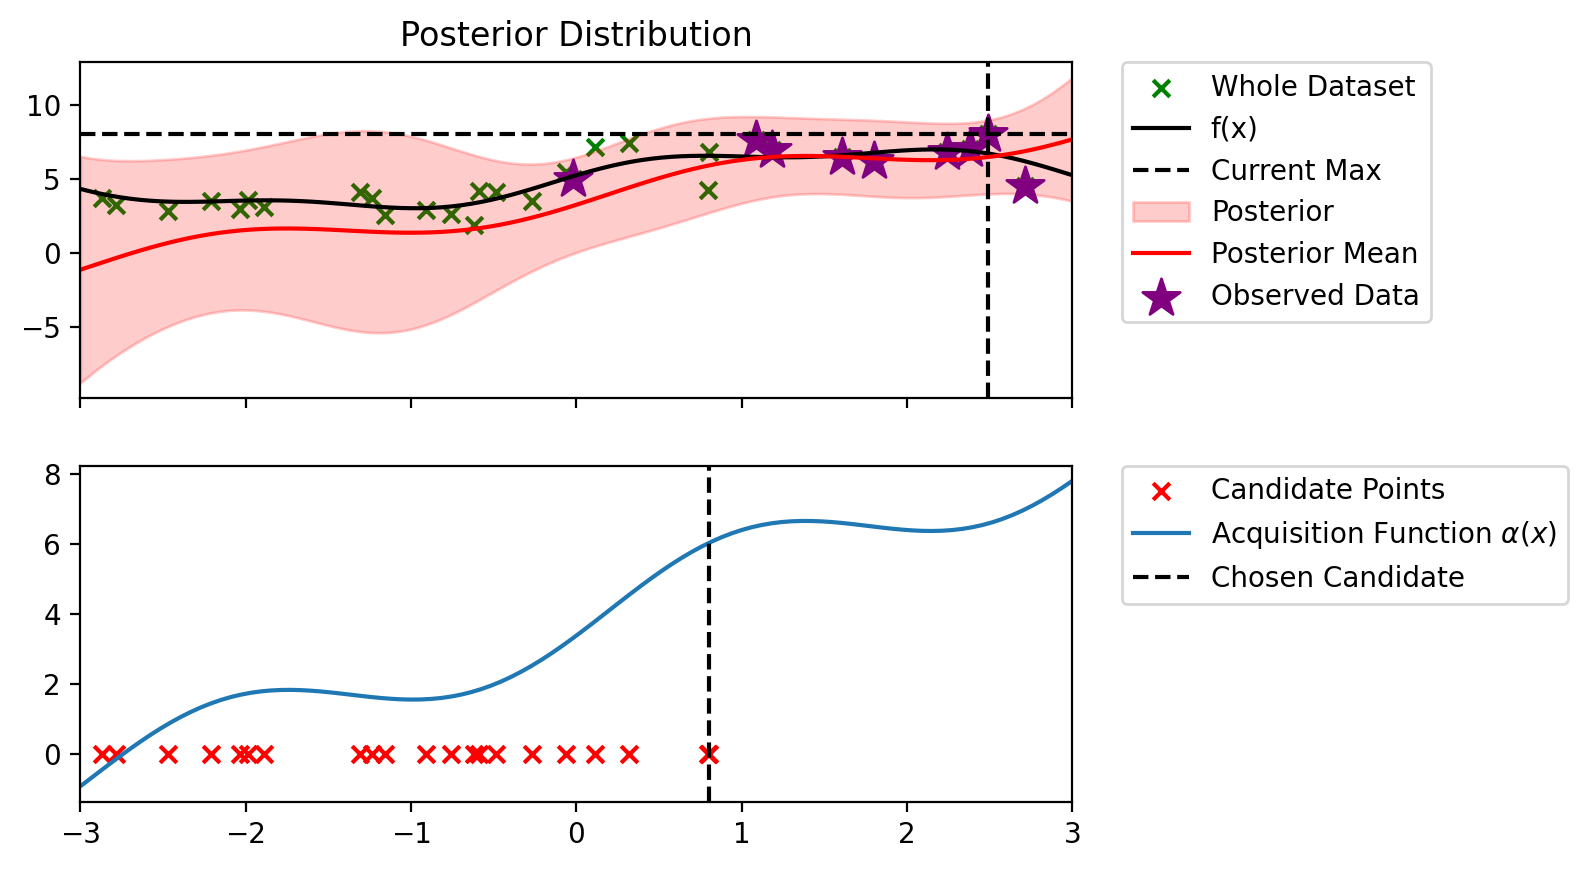 Posterior Distribution
10
5
0
−5
Whole Dataset
f(x)
Current Max
Posterior
Posterior Mean
Observed Data
8
6
4
2
0
−3 −2 −1 0 1 2 3
Candidate Points
Acquisition Function α(x)
Chosen Candidate